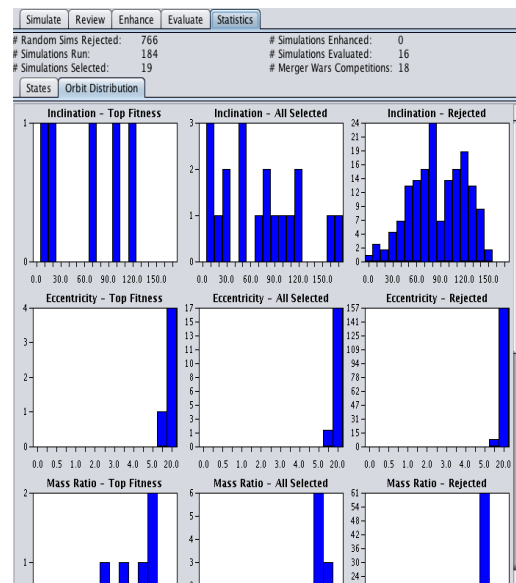 Simulate Review Enhance Evaluate Statistics
# Random Sims Rejected: 766 # Simulations Enhanced: 0
# Simulations Run: 184 # Simulations Evaluated: 16
# Simulations Selected: 19 # Merger Wars Competitions: 18
States Orbit Distribution
Inclination - Top Fitness Inclination - All Selected Inclination - Rejected
1 3 24
21
19
16
2 14
12
9
1 7
4
2
0 0 0
0.0 30.0 60.0 90.0 120.0 150.0 0.0 30.0 60.0 90.0 120.0 150.0 0.0 30.0 60.0 90.0 120.0 150.0
Eccentricity - Top Fitness Eccentricity - All Selected Eccentricity - Rejected
4 17 157
15 141
13 125
3 11 109
10 94
2 8 78
6 62
1 5 47
3 31
1 15
0 0 0
0.0 0.5 1.0 2.0 3.0 4.0 5.0 20.0 0.0 0.5 1.0 2.0 3.0 4.0 5.0 20.0 0.0 0.5 1.0 2.0 3.0 4.0 5.0 20.0
Mass Ratio - Top Fitness Mass Ratio - All Selected Mass Ratio - Rejected
2 6 61
5 54
48
4 42
36
1 3 30
24